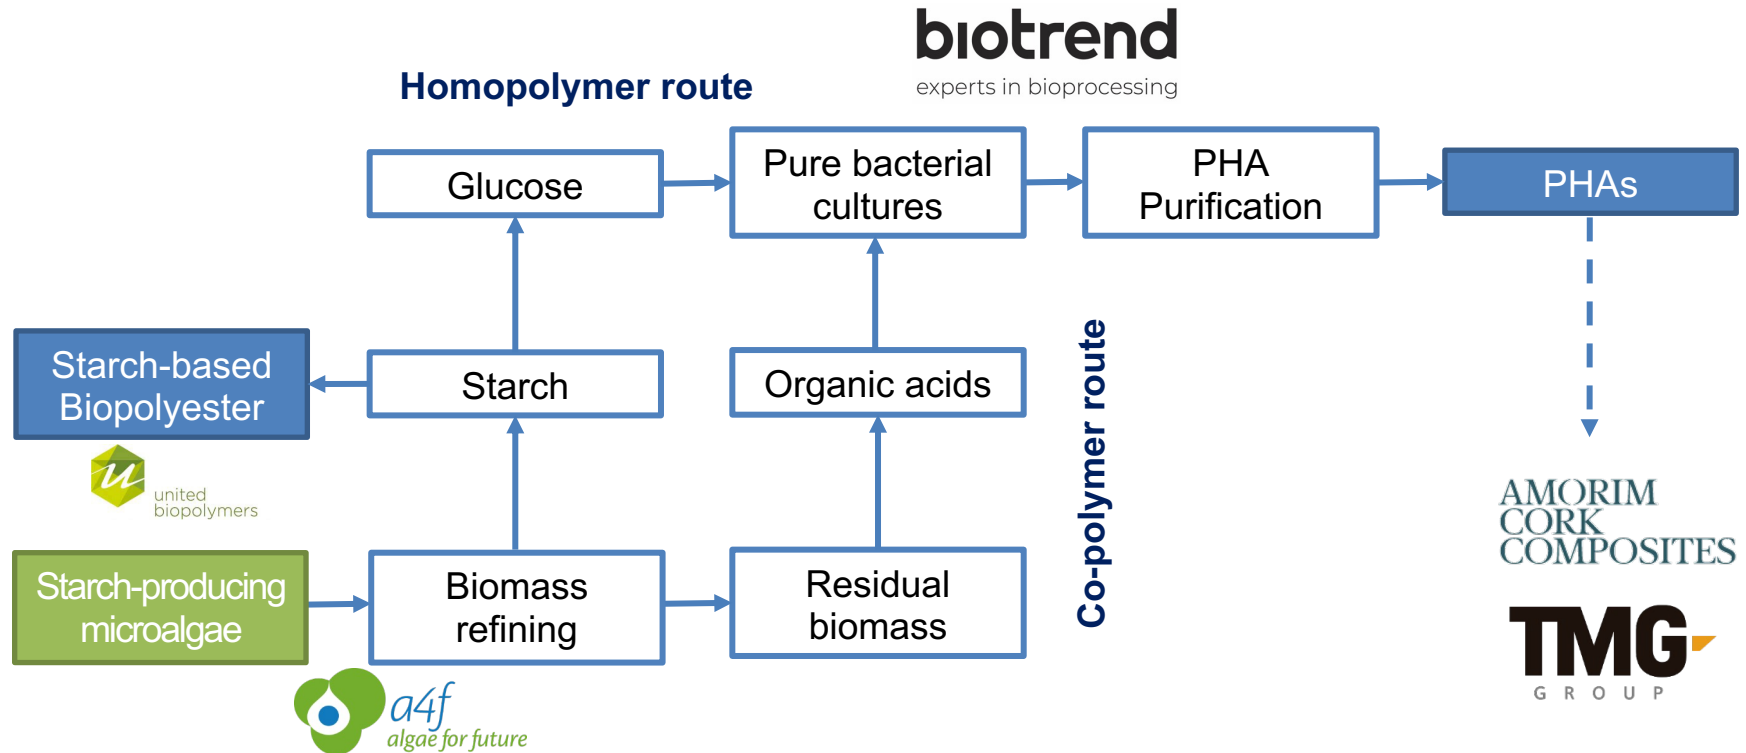 biotrend
experts in bioprocessing
Homopolymer route
Glucose
Pure bacterial
cultures
PHA
Purification
PHAs
Starch-based
Biopolyester
Starch
Organic acids
Co-polymer route
u
united
biopolymers
AMORIM
CORK
COMPOSITES
Starch-producing
microalgae
Biomass
refining
Residual
biomass
TMG
GROUP
a4f
algae for future